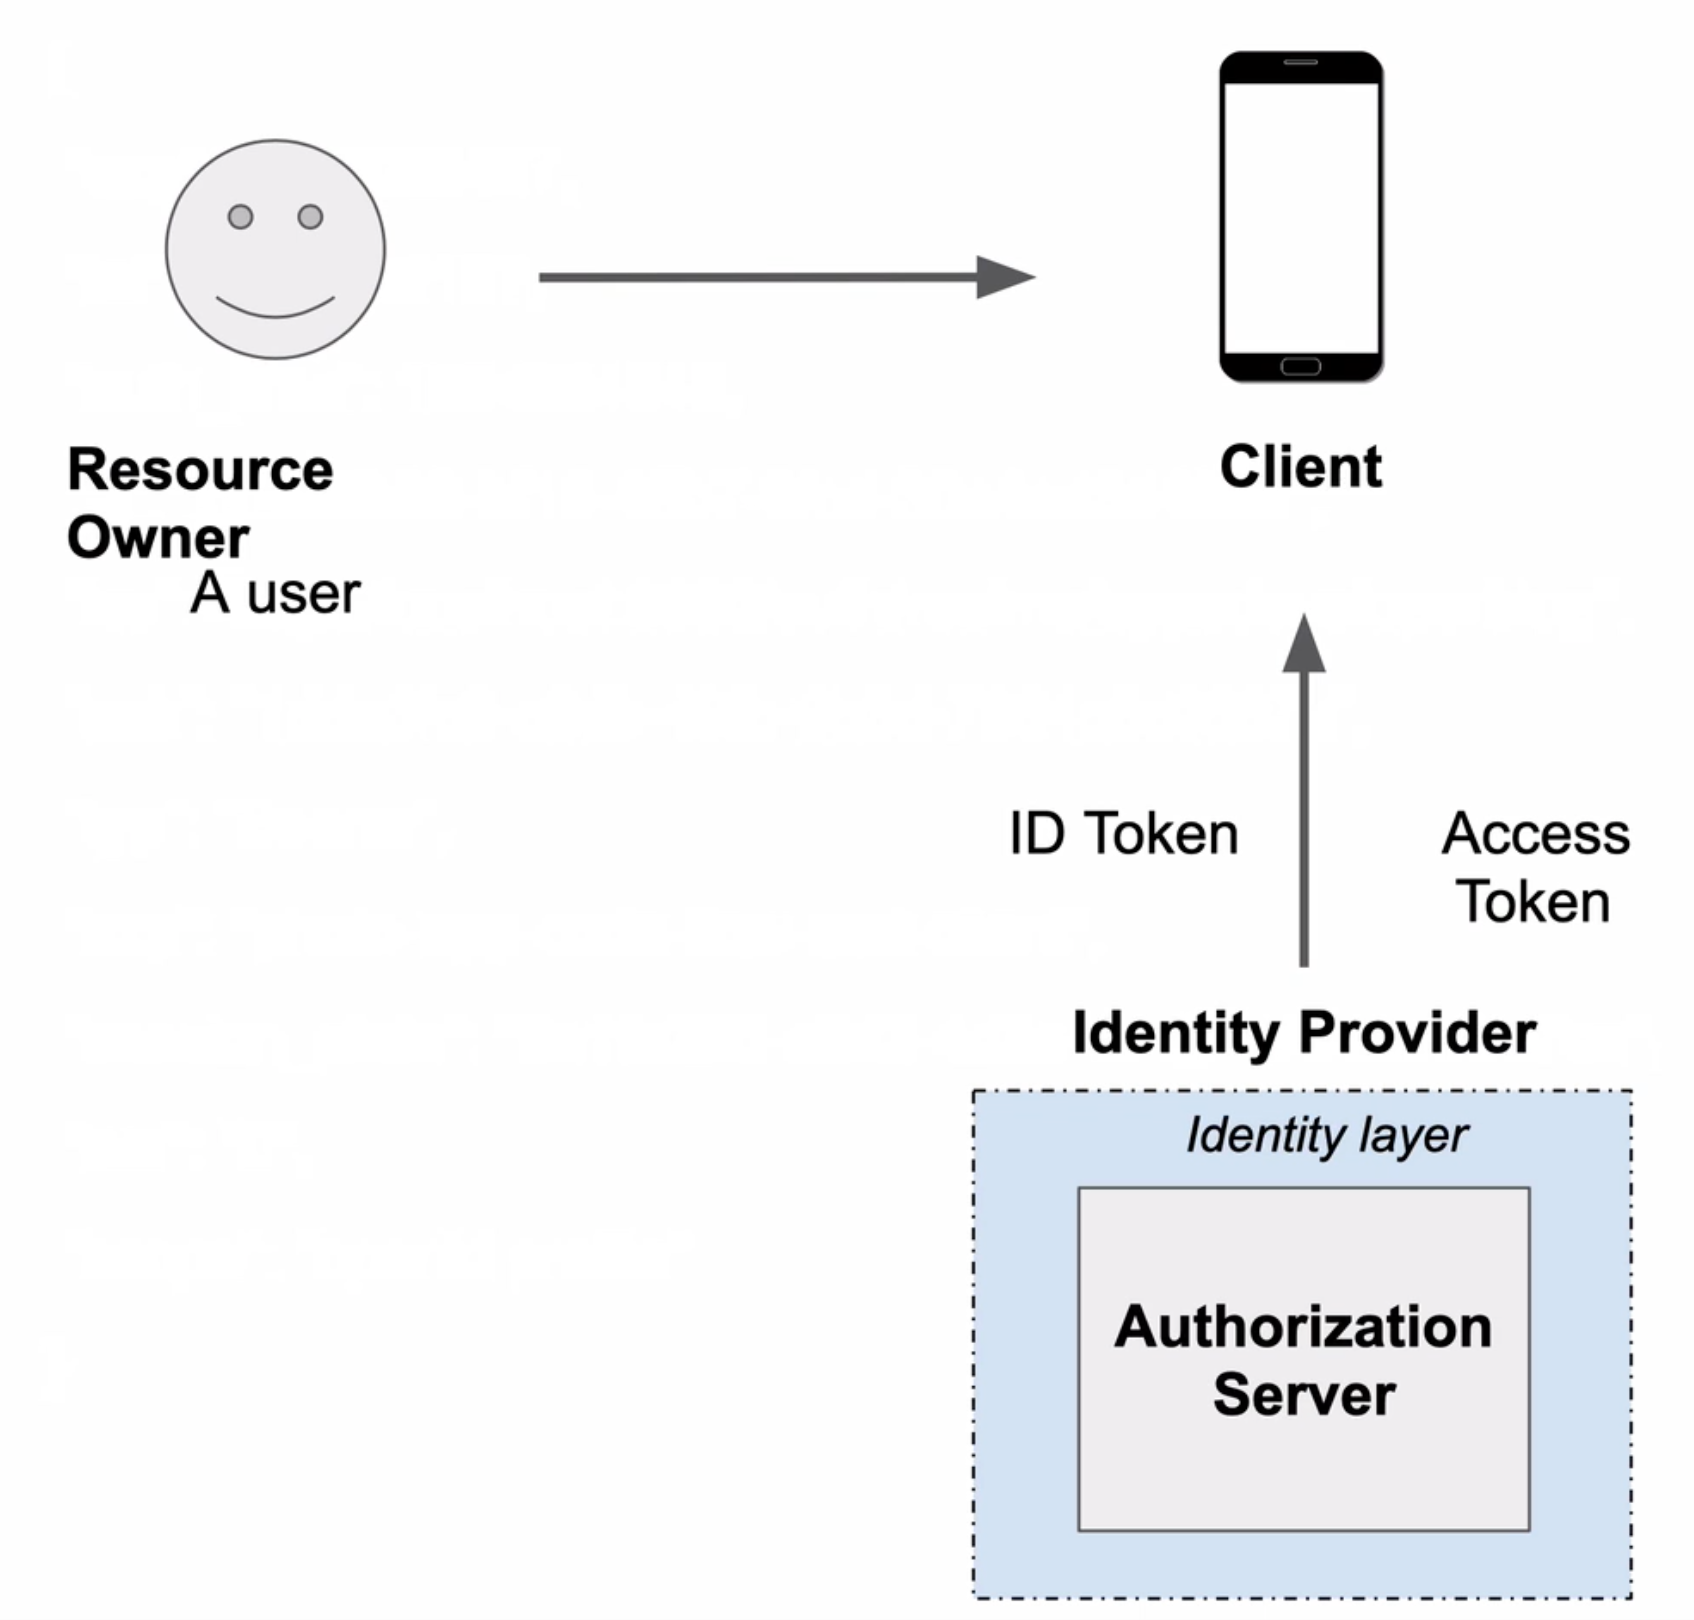 Resource
Owner
A user
Client
ID Token
Access
Token
Identity Provider
Identity layer
Authorization
Server